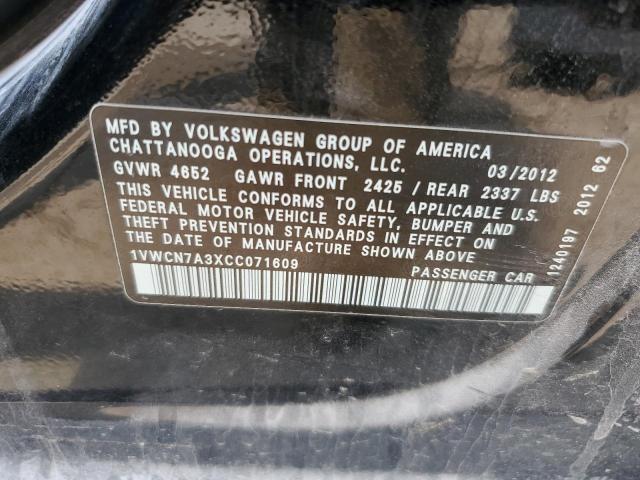 MFD BY VOLKSWAGEN GROUP OF AMERICA
CHATTANOOGA OPERATIONS, LLC. 03/2012
GVWR 4652 GAWR FRONT 2425 / REAR 2337 LBS
THIS VEHICLE CONFORMS TO ALL APPLICABLE U.S.
FEDERAL MOTOR VEHICLE SAFETY, BUMPER AND
THEFT PREVENTION STANDARDS IN EFFECT ON
THE DATE OF MANUFACTURE SHOWN ABOVE
1VWCN7A3XCC071609 PASSENGER CAR
1240197 2012 62